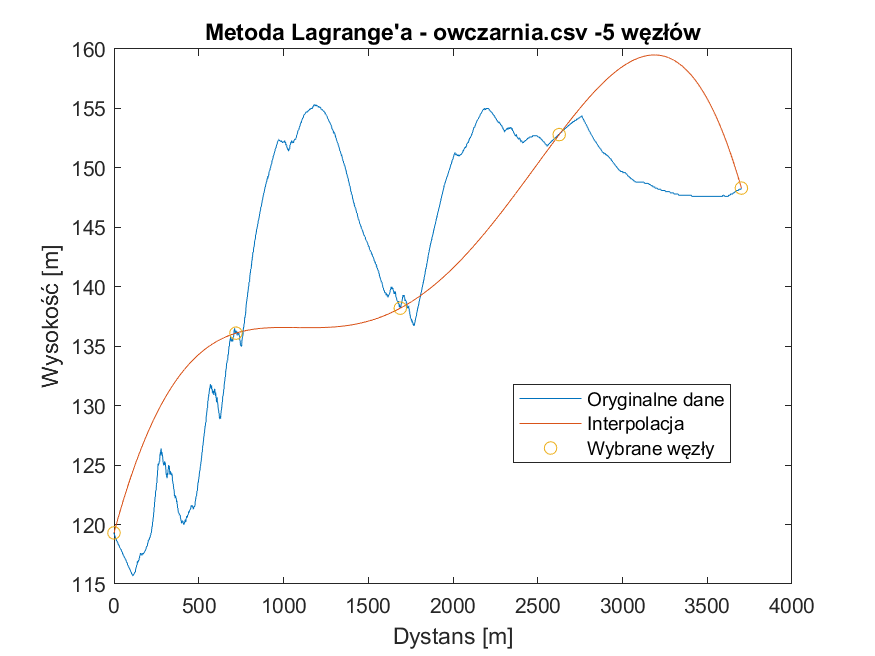 Metoda Lagrange'a - owczarnia.csv -5 węzłów
160
155
150
145
140
135
130
125
120
115
Wysokość [m]
Oryginalne dane
Interpolacja
Wybrane węzły
0 500 1000 1500 2000 2500 3000 3500 4000
Dystans [m]